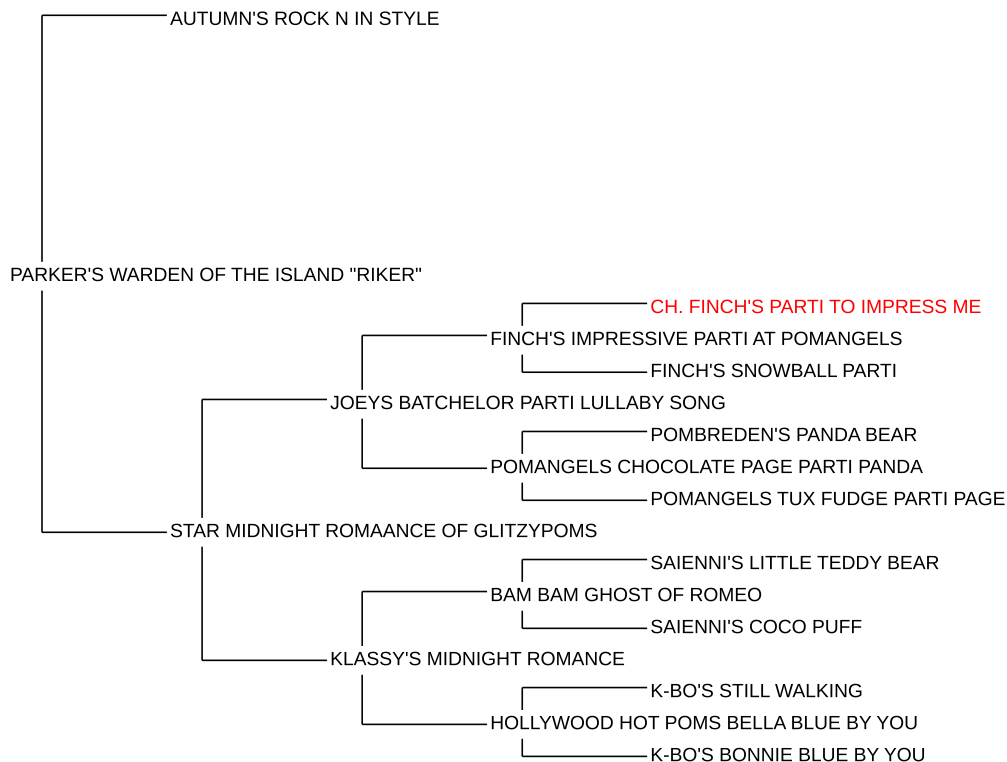 AUTUMN'S ROCK N IN STYLE
PARKER'S WARDEN OF THE ISLAND "RIKER"
CH. FINCH'S PARTI TO IMPRESS ME
FINCH'S IMPRESSIVE PARTI AT POMANGELS
FINCH'S SNOWBALL PARTI
JOEYS BATCHELOR PARTI LULLABY SONG
POMBREDEN'S PANDA BEAR
POMANGELS CHOCOLATE PAGE PARTI PANDA
POMANGELS TUX FUDGE PARTI PAGE
STAR MIDNIGHT ROMAANCE OF GLITZYPOMS
SAIENNI'S LITTLE TEDDY BEAR
BAM BAM GHOST OF ROMEO
SAIENNI'S COCO PUFF
KLASSY'S MIDNIGHT ROMANCE
K-BO'S STILL WALKING
HOLLYWOOD HOT POMS BELLA BLUE BY YOU
K-BO'S BONNIE BLUE BY YOU